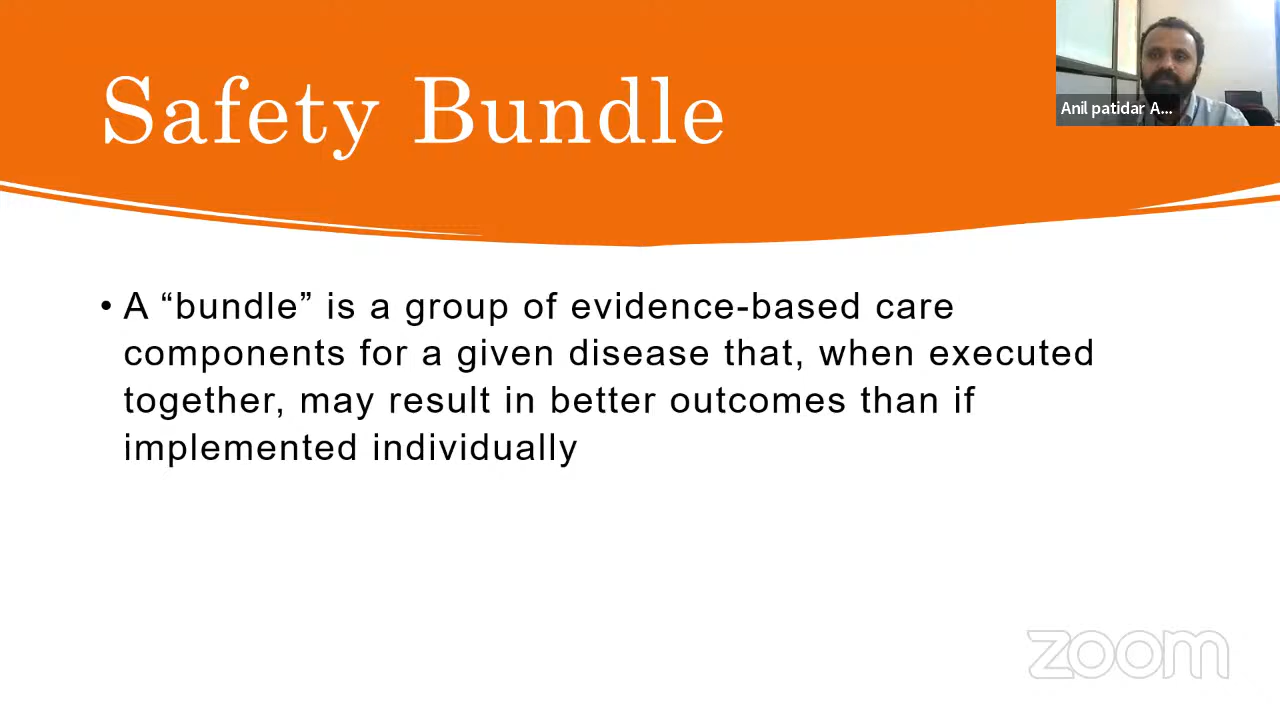 Safety Bundle
Anil patidar A...
• A “bundle” is a group of evidence-based care
components for a given disease that, when executed
together, may result in better outcomes than if
implemented individually
zoom